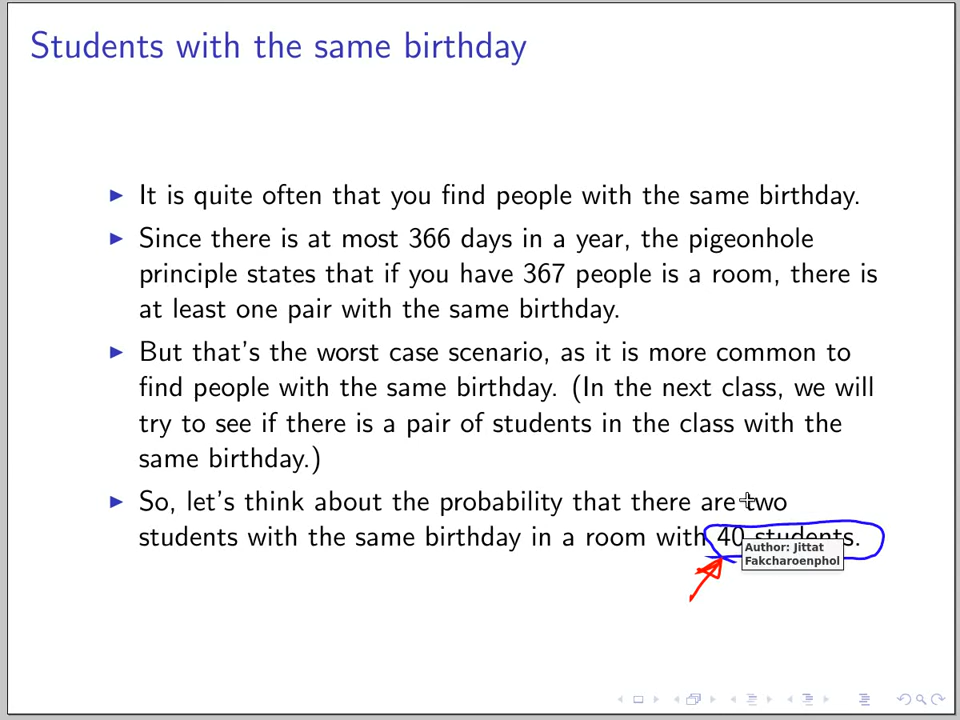 Students with the same birthday
It is quite often that you find people with the same birthday.
Since there is at most 366 days in a year, the pigeonhole
principle states that if you have 367 people is a room, there is
at least one pair with the same birthday.
But that's the worst case scenario, as it is more common to
find people with the same birthday. (In the next class, we will
try to see if there is a pair of students in the class with the
same birthday.)
So, let's think about the probability that there are two
students with the same birthday in a room with 40 students.
Author: Jittat
Fakcharoenphol